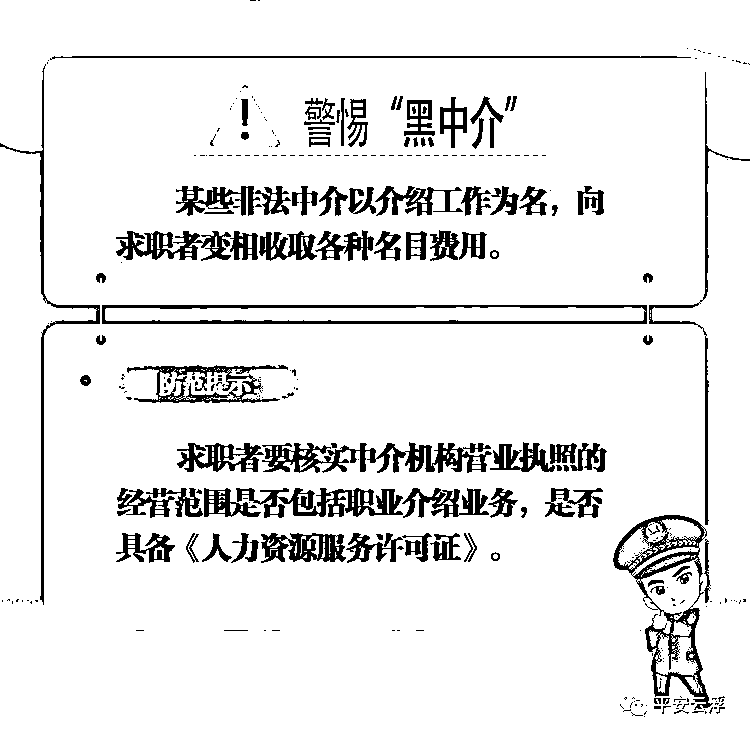 警惕“黑中介”
某些非法中介以介绍工作为名，向
求职者变相收取各种名目费用。
防范提示
求职者要核实中介机构营业执照的
经营范围是否包括职业介绍业务，是否
具备《人力资源服务许可证》。
平安云浮